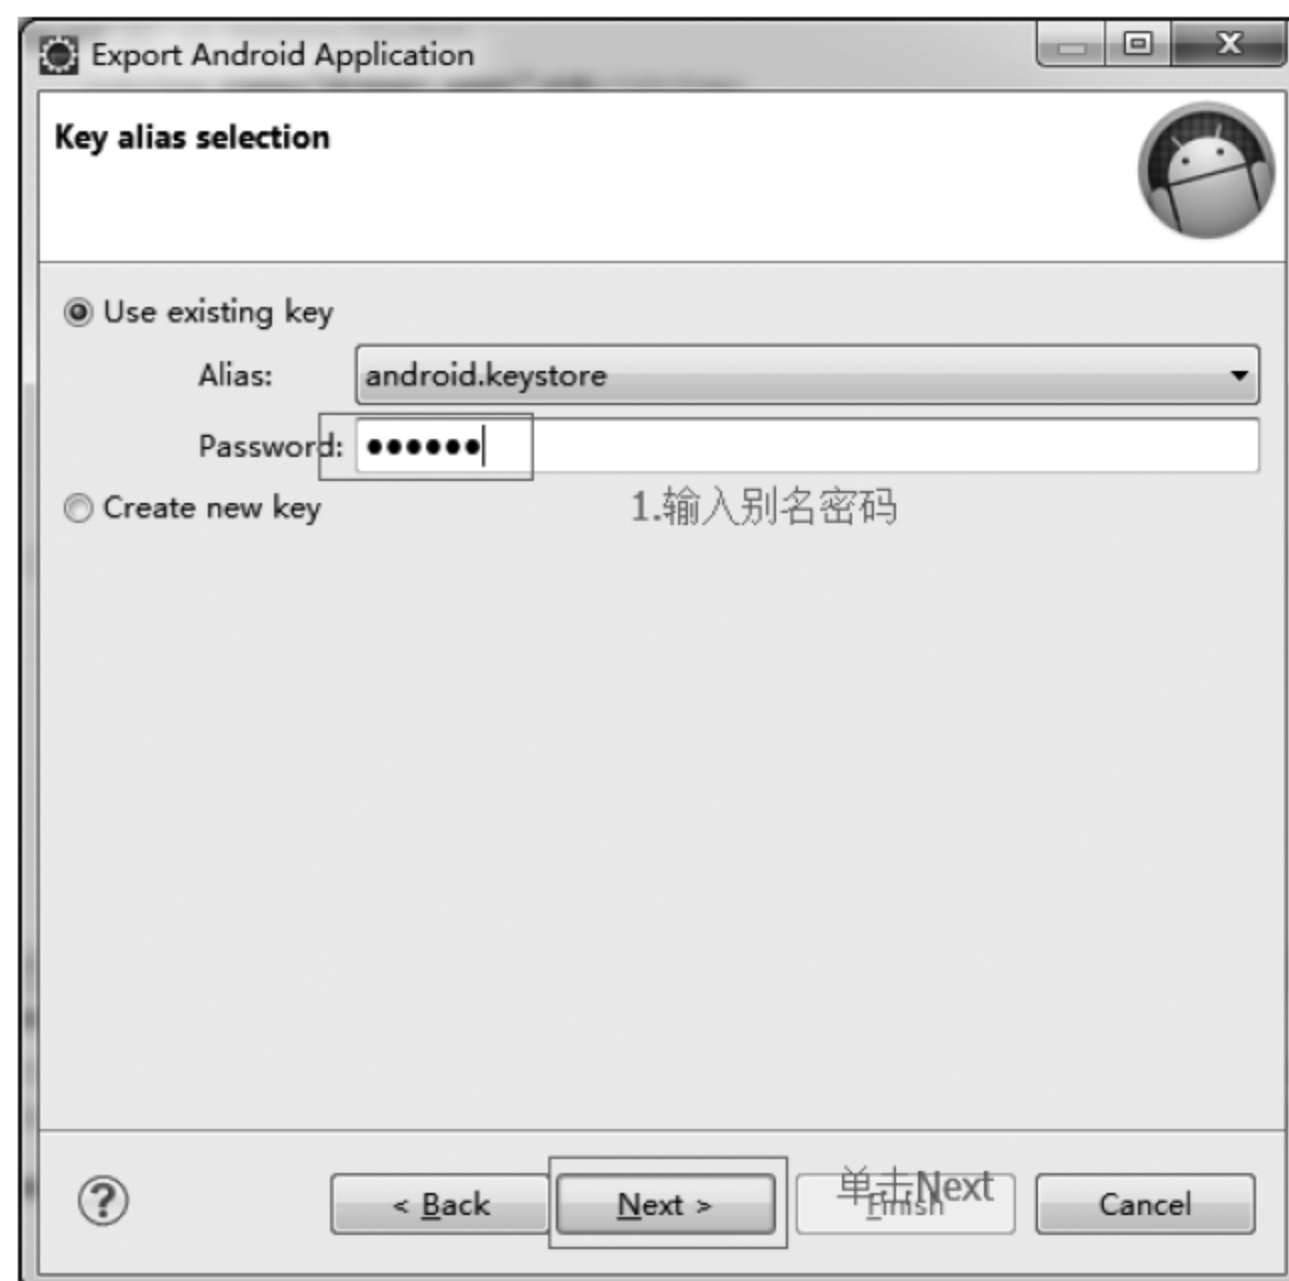 Export Android Application
Key alias selection
Use existing key
Alias: android.keystore
Password: ●●●●●●
Create new key
1.输入别名密码
单击Next
< Back Next > Finish Cancel